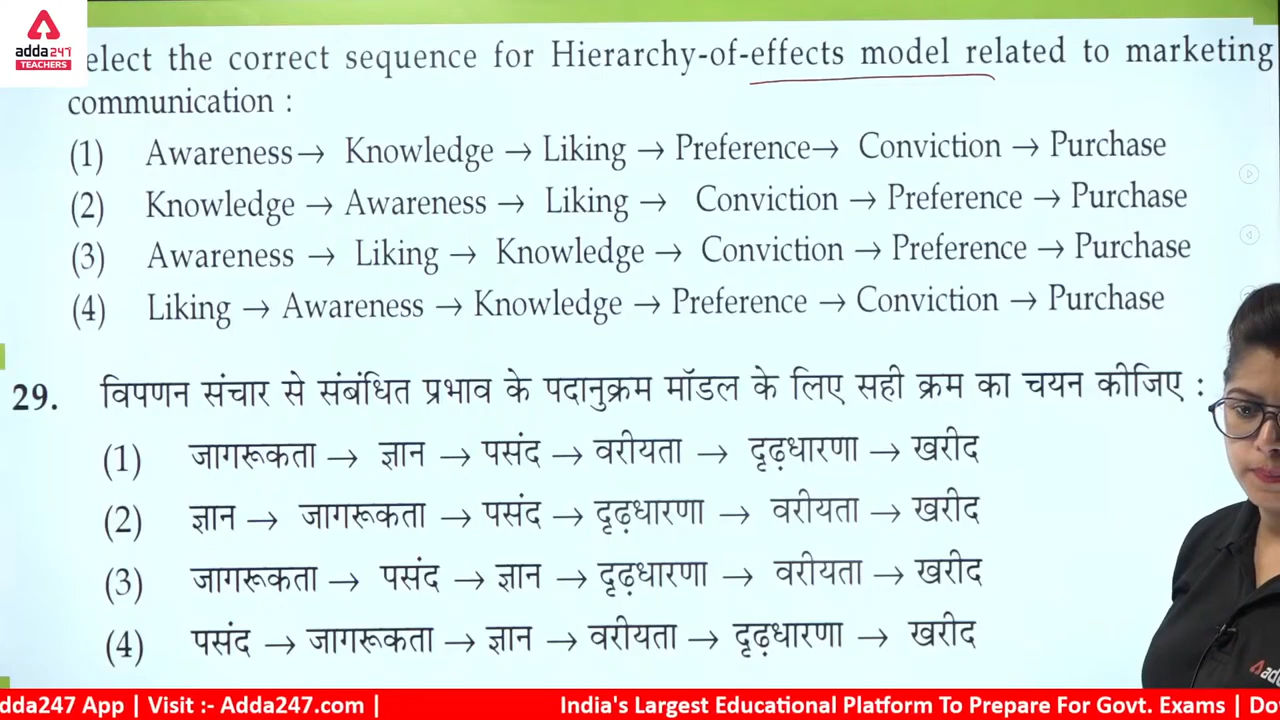 adda247
TEACHERS
elect the correct sequence for Hierarchy-of-effects model related to marketing
communication :
(1) Awareness→ Knowledge → Liking → Preference→ Conviction → Purchase
(2) Knowledge → Awareness → Liking → Conviction → Preference → Purchase
(3) Awareness → Liking → Knowledge → Conviction → Preference → Purchase
(4) Liking → Awareness → Knowledge → Preference → Conviction → Purchase
29. विपणन संचार से संबंधित प्रभाव के पदानुक्रम मॉडल के लिए सही क्रम का चयन कीजिए :
(1) जागरूकता → ज्ञान → पसंद → वरीयता → दृढ़धारणा → खरीद
(2) ज्ञान → जागरूकता → पसंद → दृढ़धारणा → वरीयता → खरीद
(3) जागरूकता → पसंद → ज्ञान → दृढ़धारणा → वरीयता → खरीद
(4) पसंद → जागरूकता → ज्ञान → वरीयता → दृढ़धारणा → खरीद
dda247 App | Visit :- Adda247.com | India's Largest Educational Platform To Prepare For Govt. Exams | Do